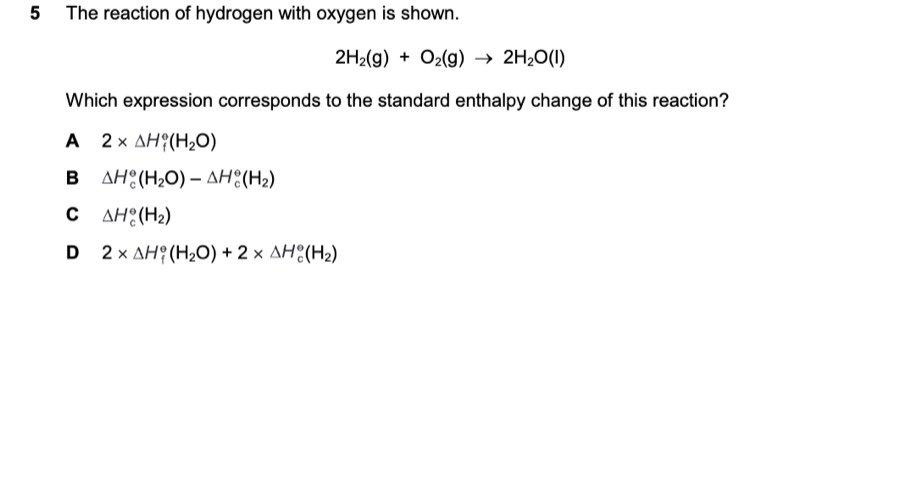 5 The reaction of hydrogen with oxygen is shown.
2H₂(g) + O₂(g) → 2H₂O(l)
Which expression corresponds to the standard enthalpy change of this reaction?
A 2 × ΔH⦵f(H₂O)
B ΔH⦵c(H₂O) – ΔH⦵c(H₂)
C ΔH⦵c(H₂)
D 2 × ΔH⦵f(H₂O) + 2 × ΔH⦵c(H₂)